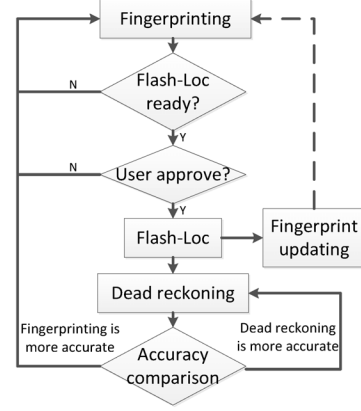 Fingerprinting
Flash-Loc
ready?
N
Y
User approve?
N
Y
Flash-Loc
Fingerprint
updating
Dead reckoning
Fingerprinting is
more accurate
Dead reckoning
is more accurate
Accuracy
comparison